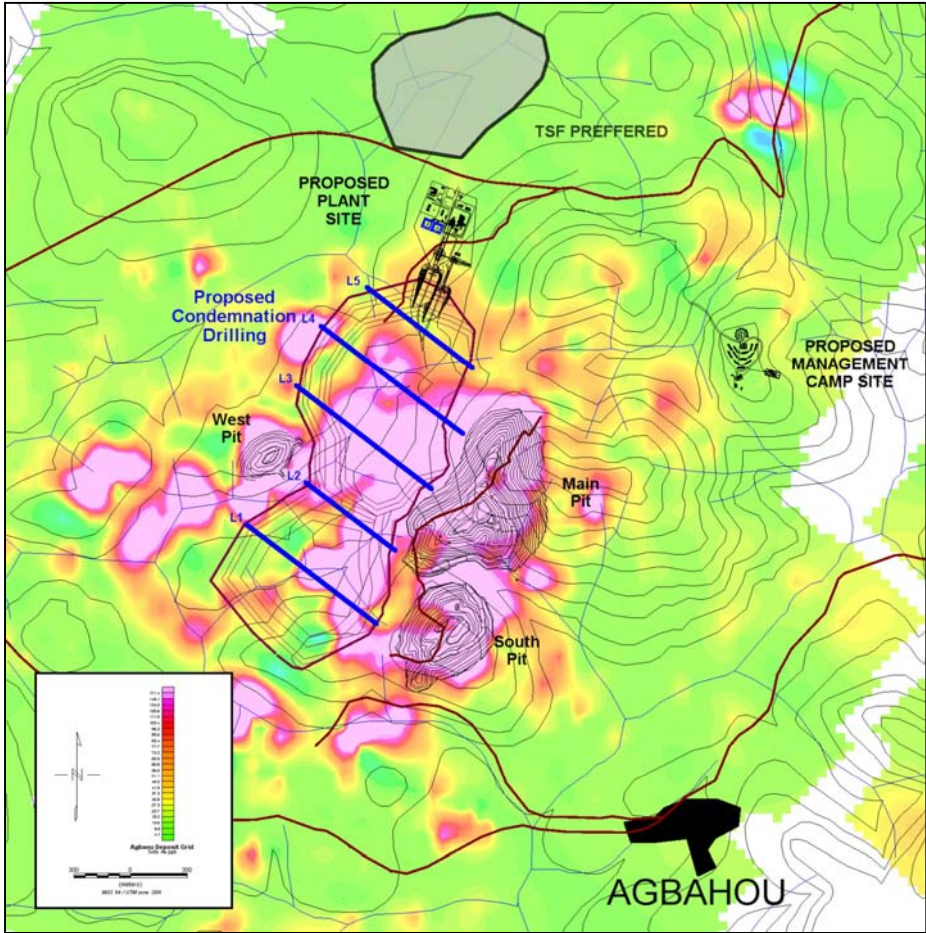 TSF PREFFERED
PROPOSED
PLANT
SITE
L5
Proposed
Condemnation
Drilling
L4
PROPOSED
MANAGEMENT
CAMP SITE
L3
West
Pit
L2
Main
Pit
L1
South
Pit
Agbaou Deposit Grid
300
0
300
(meters)
AGBAHOU